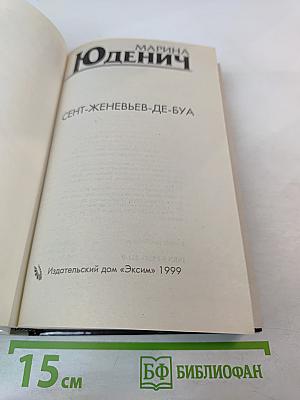 МАРИНА
ЮДЕНИЧ
СЕНТ-ЖЕНЕВЬЕВ-ДЕ-БУА
Издательский дом «Эксим» 1999
15 см
БФ БИБЛИОФАН